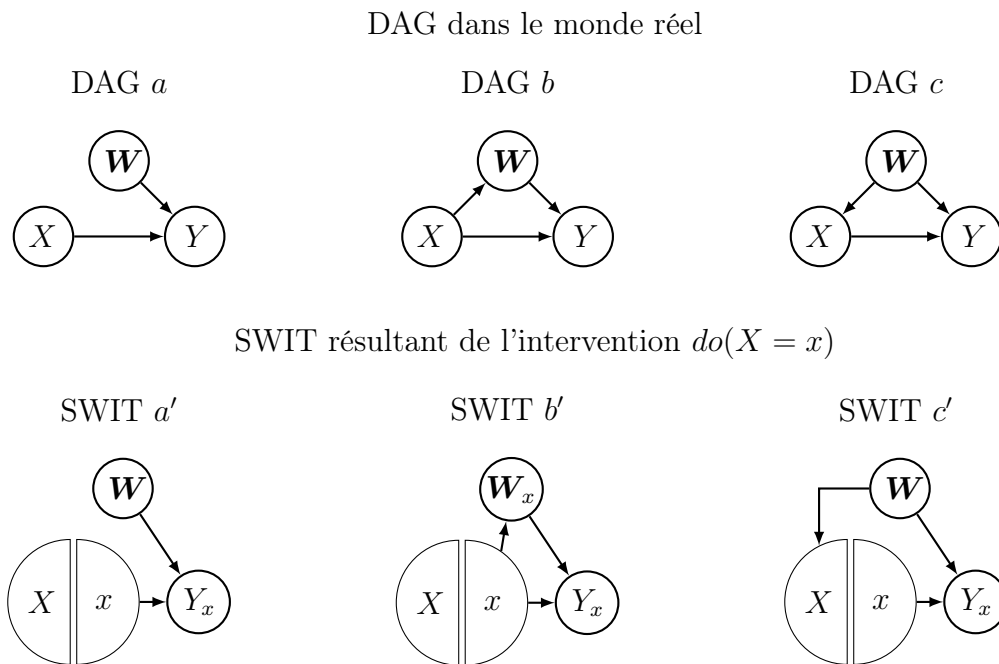 DAG dans le monde réel
DAG a DAG b DAG c
W W W
X Y X Y X Y
SWIT résultant de l'intervention do(X = x)
SWIT a′ SWIT b′ SWIT c′
W Wₓ W
X x Yₓ X x Yₓ X x Yₓ